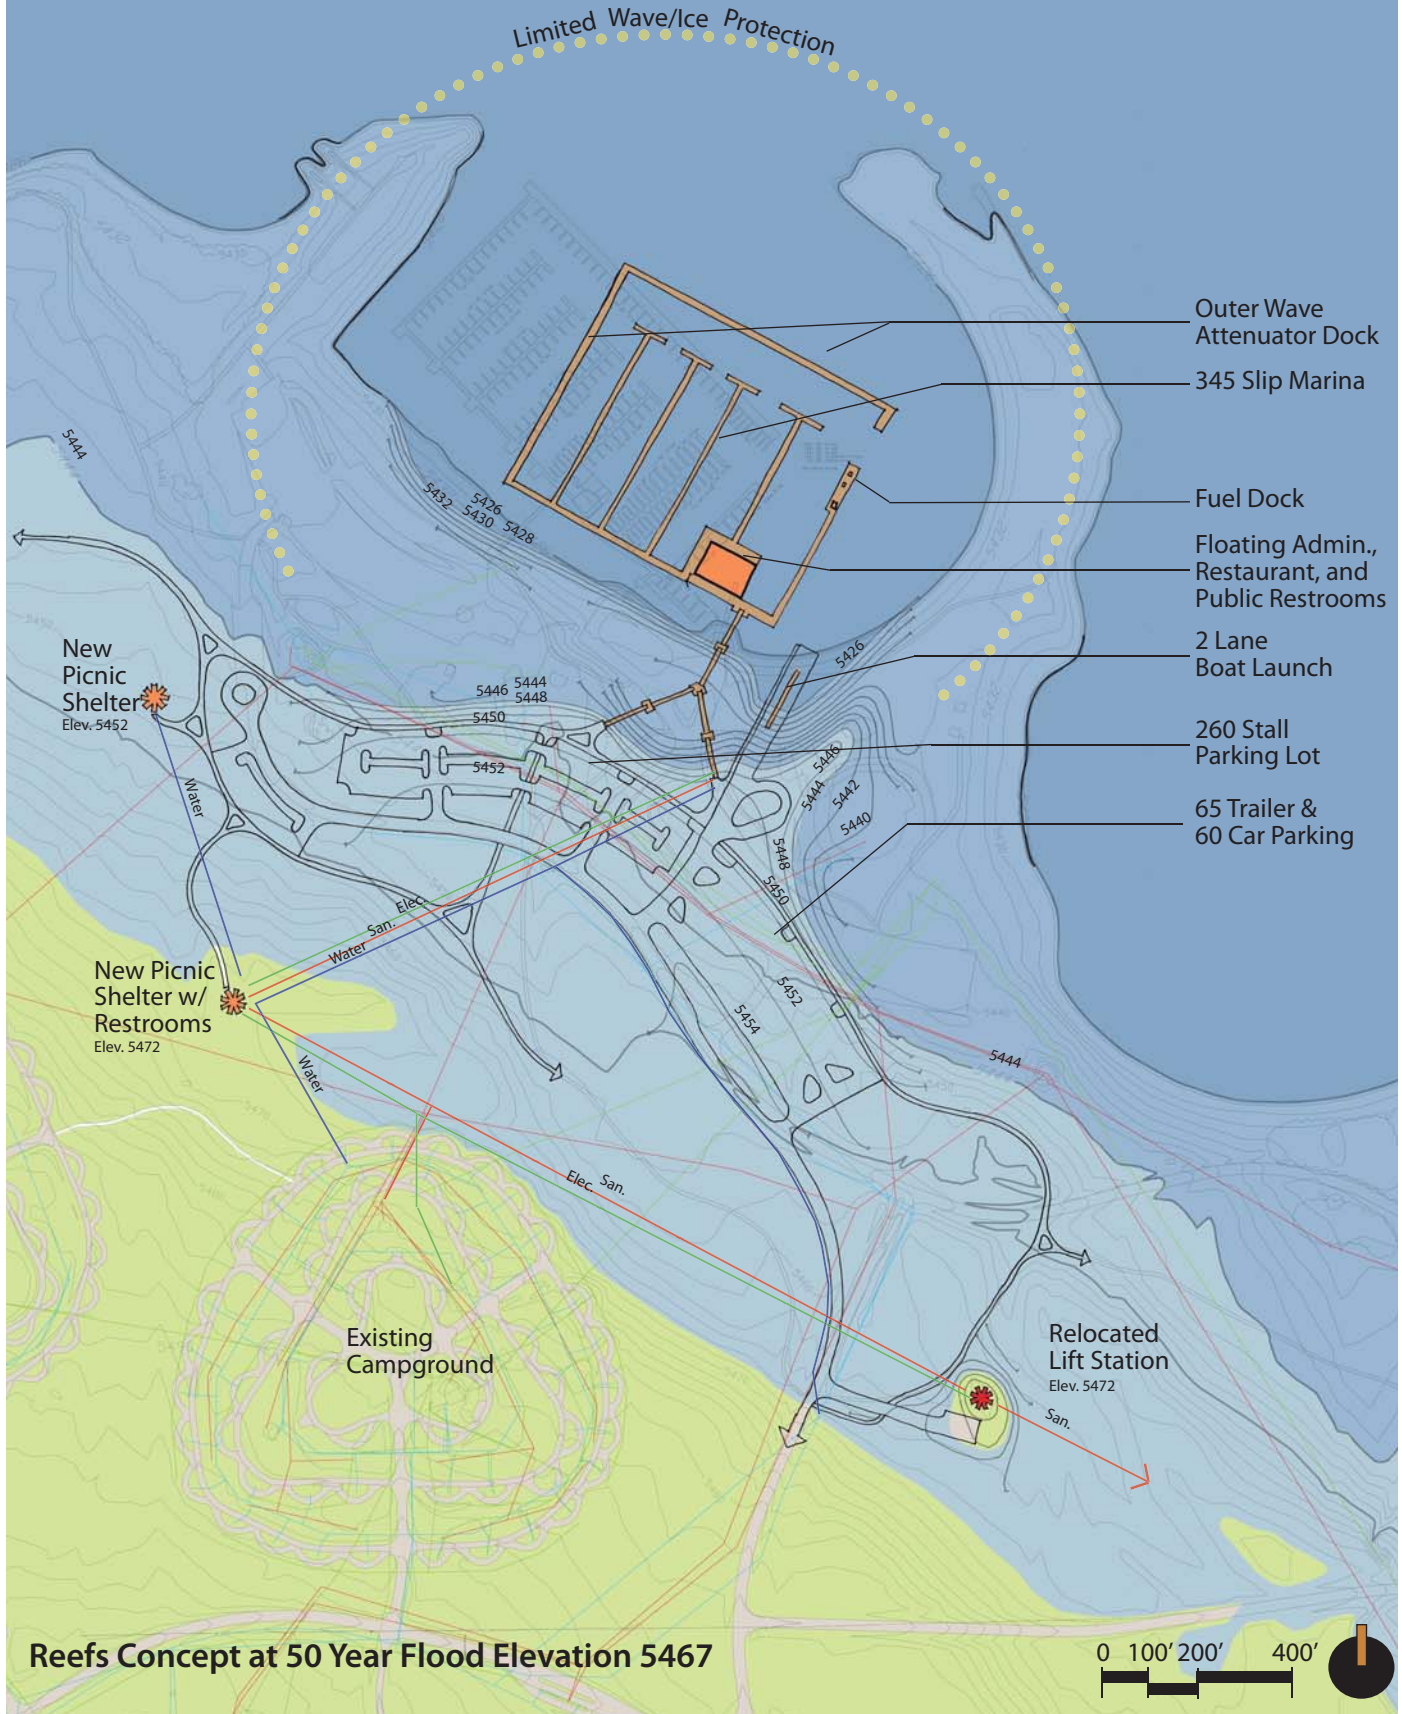 Limited Wave/Ice Protection
Outer Wave
Attenuator Dock
345 Slip Marina
Fuel Dock
Floating Admin.,
Restaurant, and
Public Restrooms
2 Lane
Boat Launch
260 Stall
Parking Lot
65 Trailer &
60 Car Parking
5444
5432
5426
5430
5428
5426
New
Picnic
Shelter
Elev. 5452
5446
5444
5448
5450
5452
5446
5444
5442
5440
5448
5450
Water
Elec.
San.
Water
New Picnic
Shelter w/
Restrooms
Elev. 5472
5452
5454
5444
Water
Elec. San.
Existing
Campground
Relocated
Lift Station
Elev. 5472
San.
Reefs Concept at 50 Year Flood Elevation 5467
0 100’ 200’ 400’